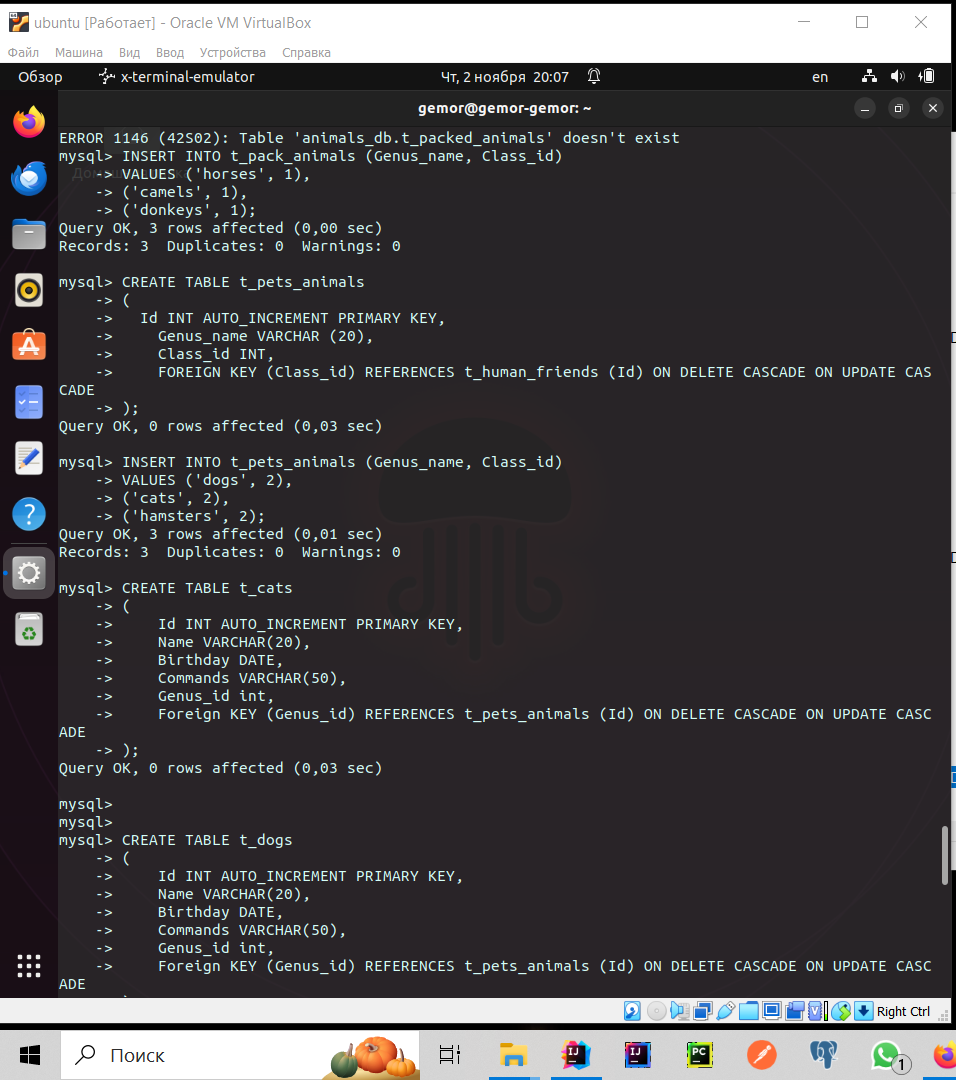 ubuntu [Работает] - Oracle VM VirtualBox
Файл Машина Вид Ввод Устройства Справка
Обзор x-terminal-emulator Чт, 2 ноября 20:07 en
gemor@gemor-gemor: ~
ERROR 1146 (42S02): Table 'animals_db.t_packed_animals' doesn't exist
mysql> INSERT INTO t_pack_animals (Genus_name, Class_id)
-> VALUES ('horses', 1),
-> ('camels', 1),
-> ('donkeys', 1);
Query OK, 3 rows affected (0,00 sec)
Records: 3  Duplicates: 0  Warnings: 0
mysql> CREATE TABLE t_pets_animals
-> (
->   Id INT AUTO_INCREMENT PRIMARY KEY,
->     Genus_name VARCHAR (20),
->     Class_id INT,
->     FOREIGN KEY (Class_id) REFERENCES t_human_friends (Id) ON DELETE CASCADE ON UPDATE CAS
CADE
-> );
Query OK, 0 rows affected (0,03 sec)
mysql> INSERT INTO t_pets_animals (Genus_name, Class_id)
-> VALUES ('dogs', 2),
-> ('cats', 2),
-> ('hamsters', 2);
Query OK, 3 rows affected (0,01 sec)
Records: 3  Duplicates: 0  Warnings: 0
mysql> CREATE TABLE t_cats
-> (
->     Id INT AUTO_INCREMENT PRIMARY KEY,
->     Name VARCHAR(20),
->     Birthday DATE,
->     Commands VARCHAR(50),
->     Genus_id int,
->     Foreign KEY (Genus_id) REFERENCES t_pets_animals (Id) ON DELETE CASCADE ON UPDATE CASC
ADE
-> );
Query OK, 0 rows affected (0,03 sec)
mysql>
mysql>
mysql> CREATE TABLE t_dogs
-> (
->     Id INT AUTO_INCREMENT PRIMARY KEY,
->     Name VARCHAR(20),
->     Birthday DATE,
->     Commands VARCHAR(50),
->     Genus_id int,
->     Foreign KEY (Genus_id) REFERENCES t_pets_animals (Id) ON DELETE CASCADE ON UPDATE CASC
ADE
Right Ctrl
Поиск
IJ IJ PC 1